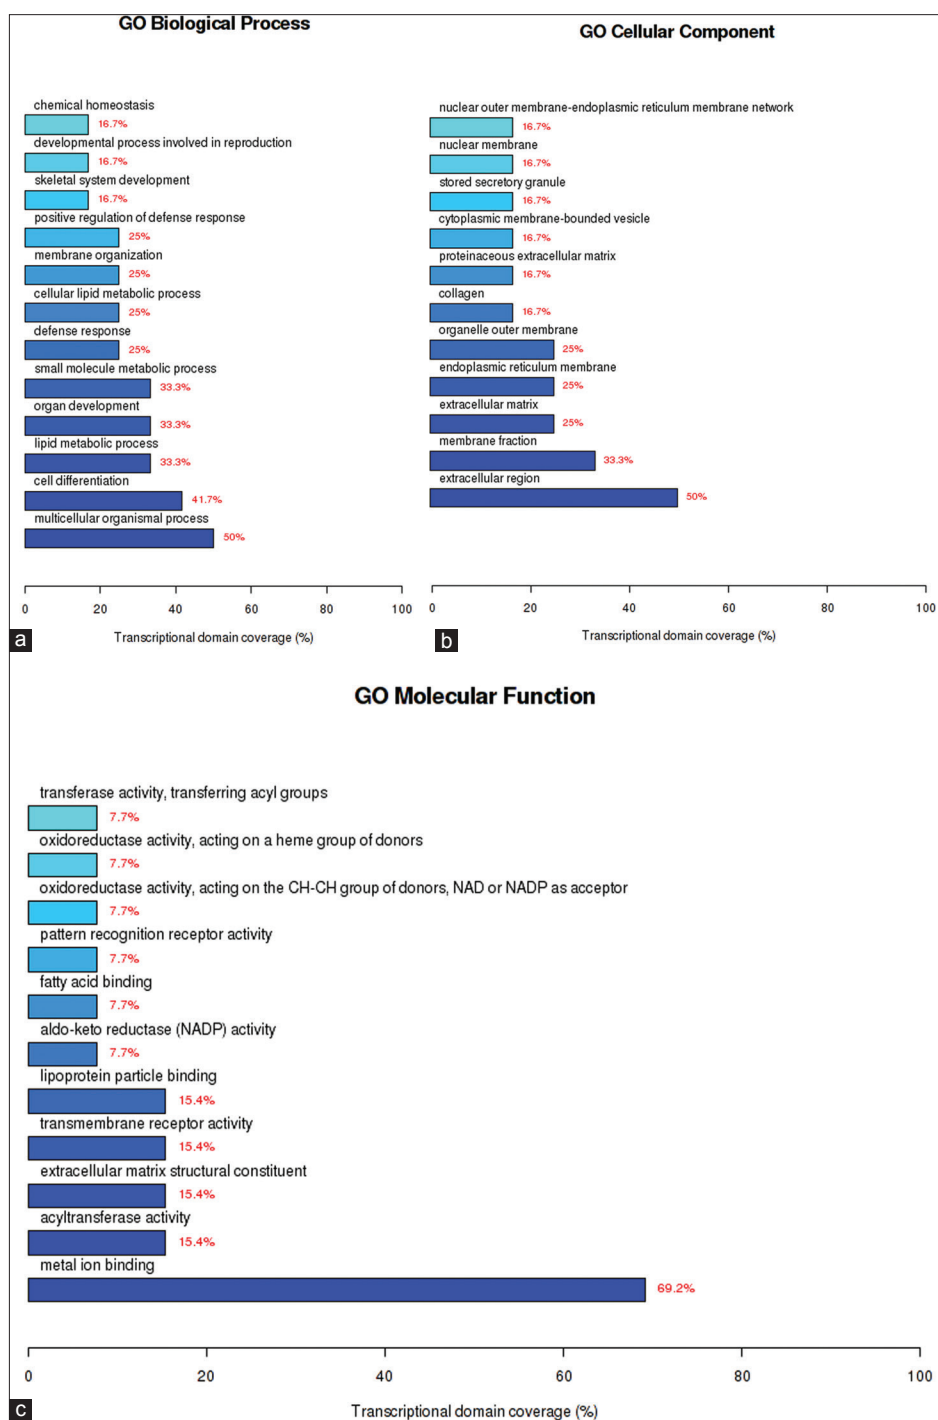 GO Biological Process
chemical homeostasis
16.7%
developmental process involved in reproduction
16.7%
skeletal system development
16.7%
positive regulation of defense response
25%
membrane organization
25%
cellular lipid metabolic process
25%
defense response
25%
small molecule metabolic process
33.3%
organ development
33.3%
lipid metabolic process
33.3%
cell differentiation
41.7%
multicellular organismal process
50%
0 20 40 60 80 100
Transcriptional domain coverage (%)
a
GO Cellular Component
nuclear outer membrane-endoplasmic reticulum membrane network
16.7%
nuclear membrane
16.7%
stored secretory granule
16.7%
cytoplasmic membrane-bounded vesicle
16.7%
proteinaceous extracellular matrix
16.7%
collagen
16.7%
organelle outer membrane
25%
endoplasmic reticulum membrane
25%
extracellular matrix
25%
membrane fraction
33.3%
extracellular region
50%
0 20 40 60 80 100
Transcriptional domain coverage (%)
b
GO Molecular Function
transferase activity, transferring acyl groups
7.7%
oxidoreductase activity, acting on a heme group of donors
7.7%
oxidoreductase activity, acting on the CH-CH group of donors, NAD or NADP as acceptor
7.7%
pattern recognition receptor activity
7.7%
fatty acid binding
7.7%
aldo-keto reductase (NADP) activity
7.7%
lipoprotein particle binding
15.4%
transmembrane receptor activity
15.4%
extracellular matrix structural constituent
15.4%
acyltransferase activity
15.4%
metal ion binding
69.2%
0 20 40 60 80 100
Transcriptional domain coverage (%)
c